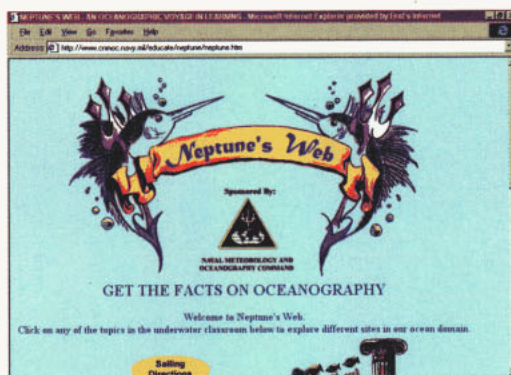 NEPTUNE'S WEB - AN OCEANOGRAPHIC VOYAGE IN LEARNING - Microsoft Internet Explorer provided by
File Edit View Go Favorites Help
Address http://www.cnmoc.navy.mil/educate/neptune/neptune.htm
Neptune's Web
Sponsored By:
NAVAL METEOROLOGY AND
OCEANOGRAPHY COMMAND
GET THE FACTS ON OCEANOGRAPHY
Welcome to Neptune's Web.
Click on any of the topics in the underwater classroom below to explore different sites in our ocean domain.
Sailing
Directions